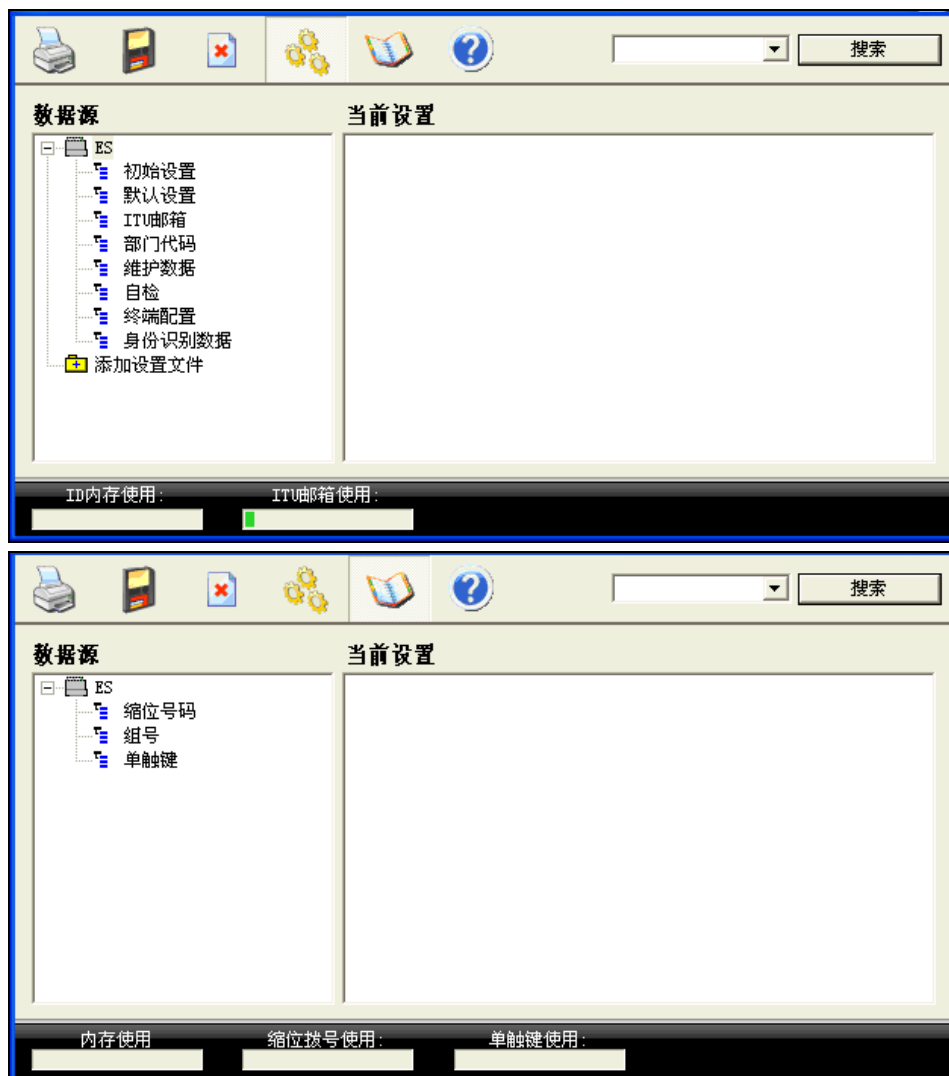 搜索
数据源
当前设置
ES
初始设置
默认设置
ITU邮箱
部门代码
维护数据
自检
终端配置
身份识别数据
添加设置文件
ID内存使用:
ITU邮箱使用:
搜索
数据源
当前设置
ES
缩位号码
组号
单触键
内存使用
缩位拨号使用:
单触键使用: